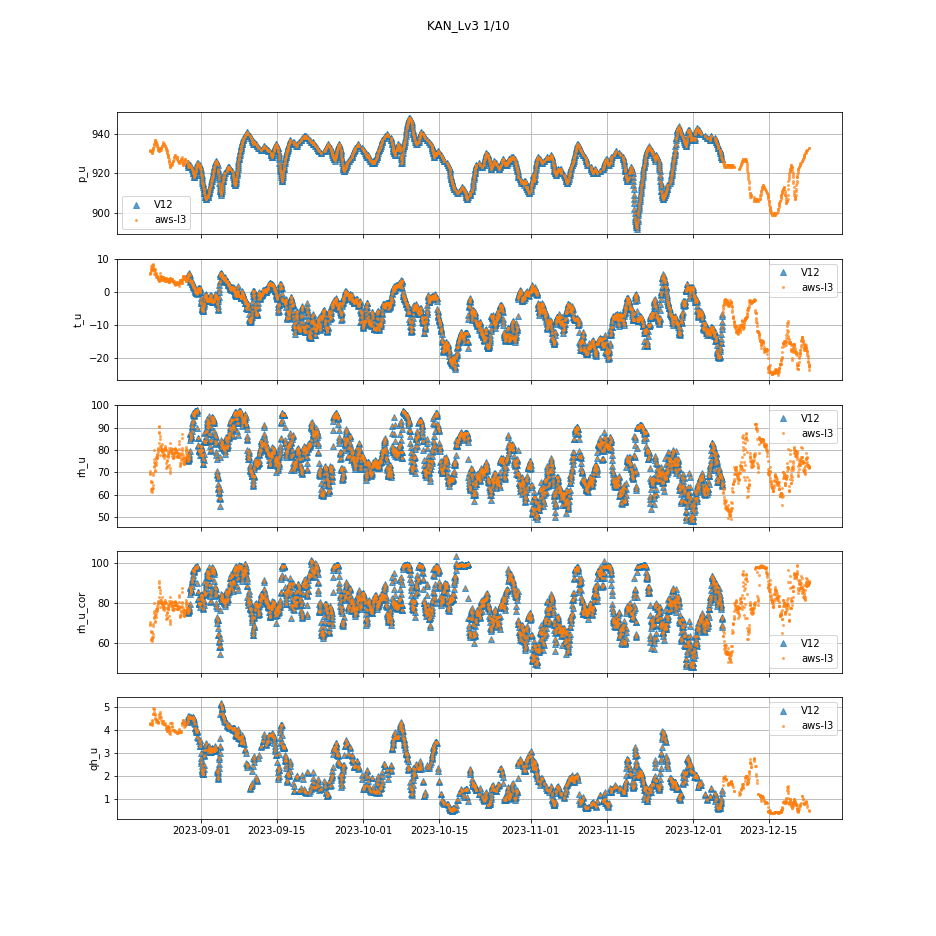 KAN_Lv3 1/10
940
920
900
p_u
V12
aws-l3
10
0
−10
−20
t_u
V12
aws-l3
100
90
80
70
60
50
rh_u
V12
aws-l3
100
80
60
rh_u_cor
V12
aws-l3
5
4
3
2
1
qh_u
V12
aws-l3
2023-09-01
2023-09-15
2023-10-01
2023-10-15
2023-11-01
2023-11-15
2023-12-01
2023-12-15